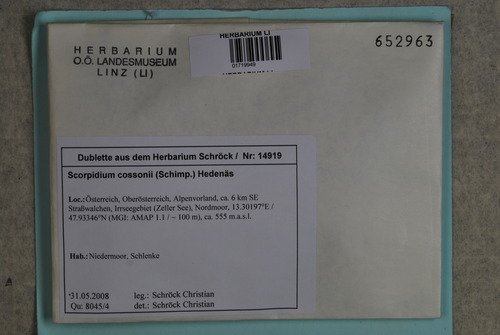 HERBARIUM
O.Ö. LANDESMUSEUM
LINZ (LI)
HERBARIUM LI
01719949
HERBARIUM LI
652963
Dublette aus dem Herbarium Schröck / Nr: 14919
Scorpidium cossonii (Schimp.) Hedenäs
Loc.:Österreich, Oberösterreich, Alpenvorland, ca. 6 km SE
Straßwalchen, Irrseegebiet (Zeller See), Nordmoor, 13.30197°E /
47.93346°N (MGI: AMAP 1.1 / ~ 100 m), ca. 555 m.a.s.l.
Hab.:Niedermoor, Schlenke
31.05.2008 leg.: Schröck Christian
Qu: 8045/4 det.: Schröck Christian